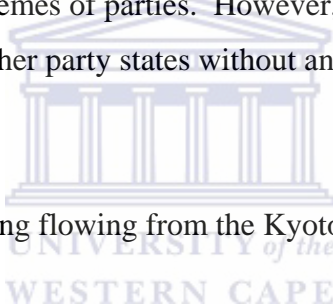 emes of parties. However,
her party states without an
ng flowing from the Kyoto
UNIVERSITY of the
WESTERN CAPE